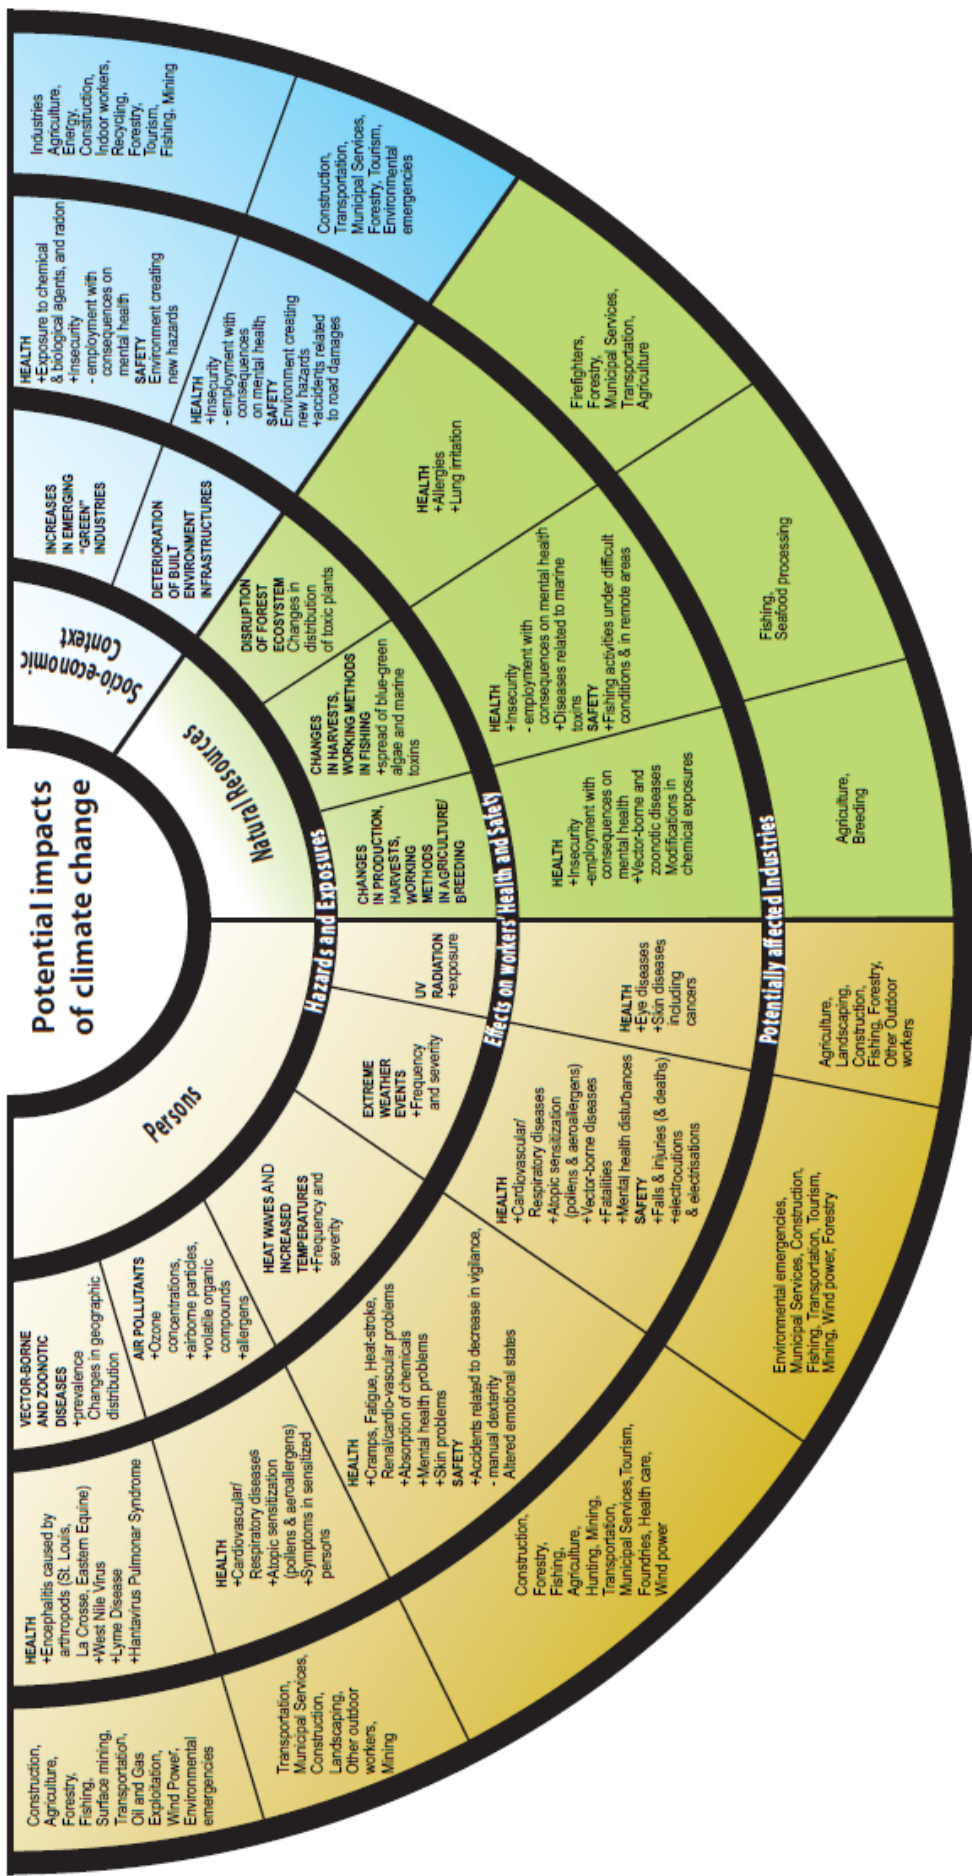 Potential impacts
of climate change
Persons
Natural Resources
Socio-economic
Context
Hazards and Exposures
VECTOR-BORNE
AND ZOONOTIC
DISEASES
+prevalence
Changes in geographic
distribution
AIR POLLUTANTS
+Ozone
concentrations,
+airborne particles,
+volatile organic
compounds
+allergens
HEAT WAVES AND
INCREASED
TEMPERATURES
+Frequency and
severity
EXTREME
WEATHER
EVENTS
+Frequency
and severity
UV
RADIATION
+exposure
CHANGES
IN PRODUCTION,
HARVESTS,
WORKING
METHODS
IN AGRICULTURE/
BREEDING
CHANGES
IN HARVESTS,
WORKING METHODS
IN FISHING
+spread of blue-green
algae and marine
toxins
DISRUPTION
OF FOREST
ECOSYSTEM
Changes in
distribution
of toxic plants
DETERIORATION
OF BUILT
ENVIRONMENT
INFRASTRUCTURES
INCREASES
IN EMERGING
"GREEN"
INDUSTRIES
Effects on workers' Health and Safety
HEALTH
+Encephalitis caused by
arthropods (St. Louis,
La Crosse, Eastern Equine)
+West Nile Virus
+Lyme Disease
+Hantavirus Pulmonar Syndrome
HEALTH
+Cardiovascular/
Respiratory diseases
+Atopic sensitization
(pollens & aeroallergens)
+Symptoms in sensitized
persons
HEALTH
+Cramps, Fatigue, Heat-stroke,
Renal/cardio-vascular problems
+Absorption of chemicals
+Mental health problems
+Skin problems
SAFETY
+Accidents related to decrease in vigilance,
- manual dexterity
Altered emotional states
HEALTH
+Cardiovascular/
Respiratory diseases
+Atopic sensitization
(pollens & aeroallergens)
+Vector-borne diseases
+Fatalities
+Mental health disturbances
SAFETY
+Falls & injuries (& deaths)
+electrocutions
& electrisations
HEALTH
+Eye diseases
+Skin diseases
including
cancers
HEALTH
+Insecurity
-employment with
consequences on
mental health
+Vector-borne and
zoonotic diseases
Modifications in
chemical exposures
HEALTH
+Insecurity
- employment with
consequences on mental health
+Diseases related to marine
toxins
SAFETY
+Fishing activities under difficult
conditions & in remote areas
HEALTH
+Allergies
+Lung irritation
HEALTH
+Insecurity
- employment with
consequences
on mental health
SAFETY
Environment creating
new hazards
+accidents related
to road damages
HEALTH
+Exposure to chemical
& biological agents, and radon
+Insecurity
- employment with
consequences on
mental health
SAFETY
Environment creating
new hazards
Potentially affected Industries
Construction,
Agriculture,
Forestry,
Fishing,
Surface mining,
Transportation,
Oil and Gas
Exploitation,
Wind Power,
Environmental
emergencies
Transportation,
Municipal Services,
Construction,
Landscaping,
Other outdoor
workers,
Mining
Construction,
Forestry,
Fishing,
Agriculture,
Hunting, Mining,
Transportation,
Municipal Services,Tourism,
Foundries, Health care,
Wind power
Environmental emergencies,
Municipal Services, Construction,
Fishing, Transportation, Tourism,
Mining, Wind power, Forestry
Agriculture,
Landscaping,
Construction,
Fishing, Forestry,
Other Outdoor
workers
Agriculture,
Breeding
Fishing,
Seafood processing
Firefighters,
Forestry,
Municipal Services,
Transportation,
Agriculture
Construction,
Transportation,
Municipal Services,
Forestry, Tourism,
Environmental
emergencies
Industries
Agriculture,
Energy,
Construction,
Indoor workers,
Recycling,
Forestry,
Tourism,
Fishing, Mining